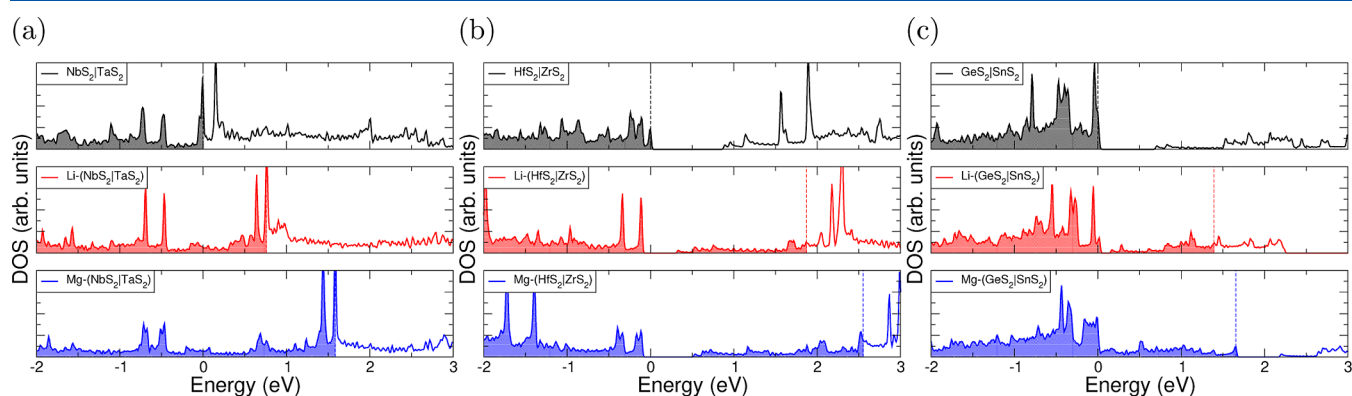 (a)
(b)
(c)
NbS₂|TaS₂
Li-(NbS₂|TaS₂)
Mg-(NbS₂|TaS₂)
DOS (arb. units)
-2 -1 0 1 2 3
Energy (eV)
HfS₂|ZrS₂
Li-(HfS₂|ZrS₂)
Mg-(HfS₂|ZrS₂)
DOS (arb. units)
-2 -1 0 1 2 3
Energy (eV)
GeS₂|SnS₂
Li-(GeS₂|SnS₂)
Mg-(GeS₂|SnS₂)
DOS (arb. units)
-2 -1 0 1 2 3
Energy (eV)